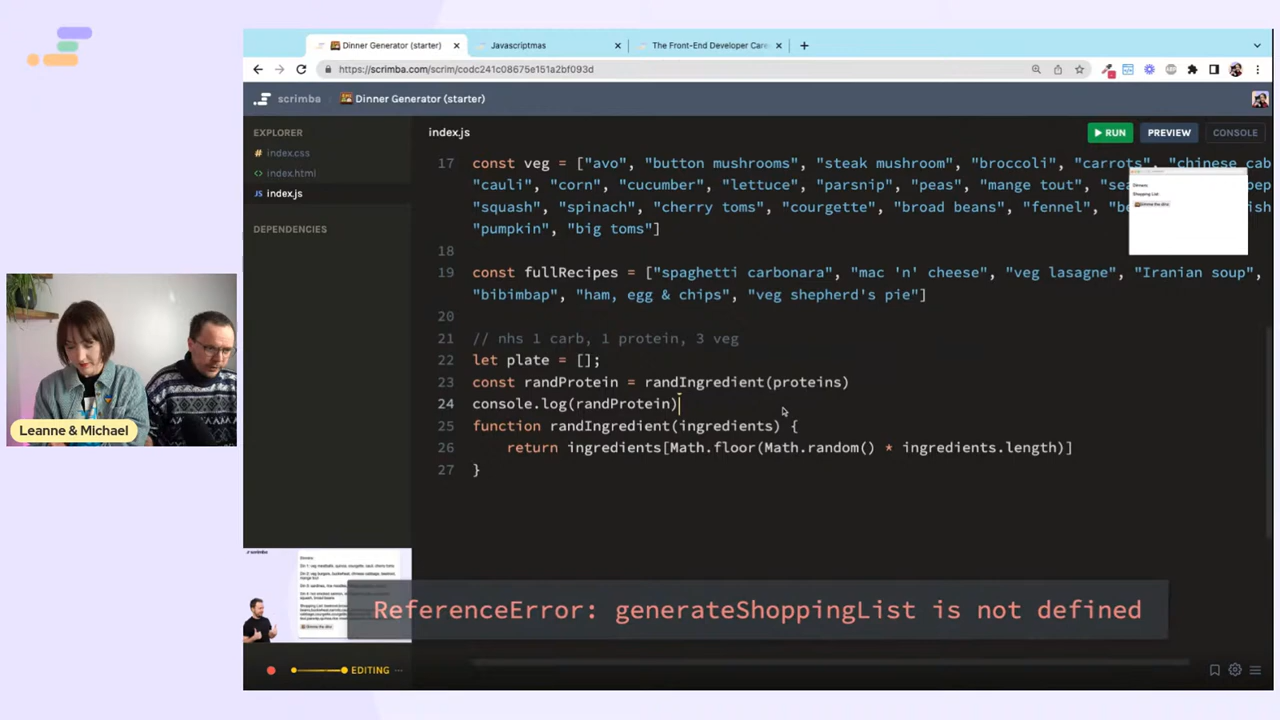 Dinner Generator (starter)
Javascriptmas
The Front-End Developer Care
https://scrimba.com/scrim/codc241c08675e151a2bf093d
scrimba
Dinner Generator (starter)
EXPLORER
index.css
index.html
JS index.js
DEPENDENCIES
index.js
RUN
PREVIEW
CONSOLE
17 const veg = ["avo", "button mushrooms", "steak mushroom", "broccoli", "carrots", "chinese cab
"cauli", "corn", "cucumber", "lettuce", "parsnip", "peas", "mange tout",
"squash", "spinach", "cherry toms", "courgette", "broad beans", "fennel",
"pumpkin", "big toms"]
18
19 const fullRecipes = ["spaghetti carbonara", "mac 'n' cheese", "veg lasagne", "Iranian soup",
"bibimbap", "ham, egg & chips", "veg shepherd's pie"]
20
21 // nhs 1 carb, 1 protein, 3 veg
22 let plate = [];
23 const randProtein = randIngredient(proteins)
24 console.log(randProtein)
25 function randIngredient(ingredients) {
26 return ingredients[Math.floor(Math.random() * ingredients.length)]
27 }
Dinners:
Shopping List:
Leanne & Michael
ReferenceError: generateShoppingList is not defined
EDITING